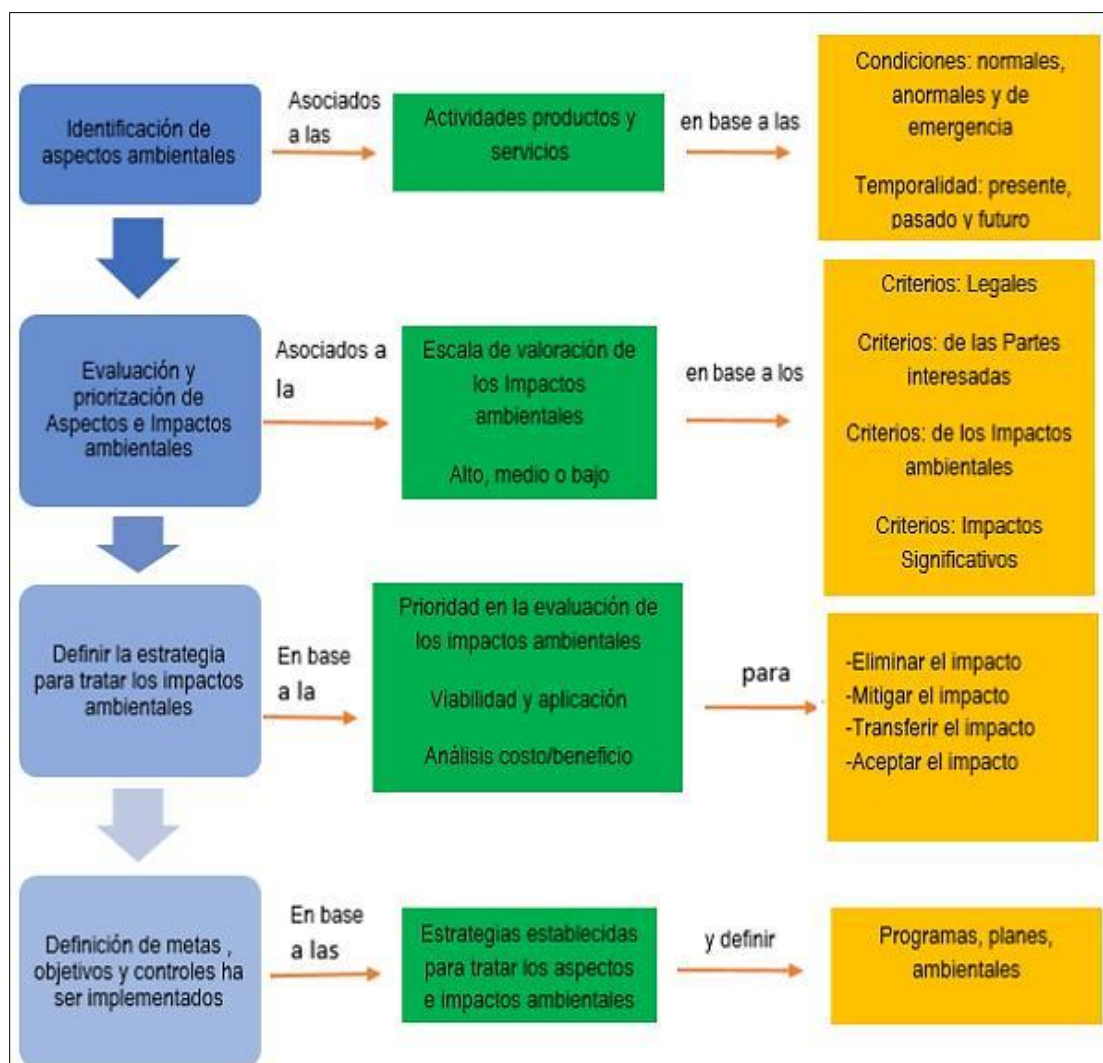 Identificación de
aspectos ambientales
Asociados
a las
Actividades productos y
servicios
en base a las
Condiciones: normales,
anormales y de
emergencia
Temporalidad: presente,
pasado y futuro
Evaluación y
priorización de
Aspectos e Impactos
ambientales
Asociados a
la
Escala de valoración de
los Impactos
ambientales
Alto, medio o bajo
en base a los
Criterios: Legales
Criterios: de las Partes
interesadas
Criterios: de los Impactos
ambientales
Criterios: Impactos
Significativos
Definir la estrategia
para tratar los impactos
ambientales
En base
a la
Prioridad en la evaluación de
los impactos ambientales
Viabilidad y aplicación
Análisis costo/beneficio
para
-Eliminar el impacto
-Mitigar el impacto
-Transferir el impacto
-Aceptar el impacto
Definición de metas ,
objetivos y controles ha
ser implementados
En base
a las
Estrategias establecidas
para tratar los aspectos
e impactos ambientales
y definir
Programas, planes,
ambientales